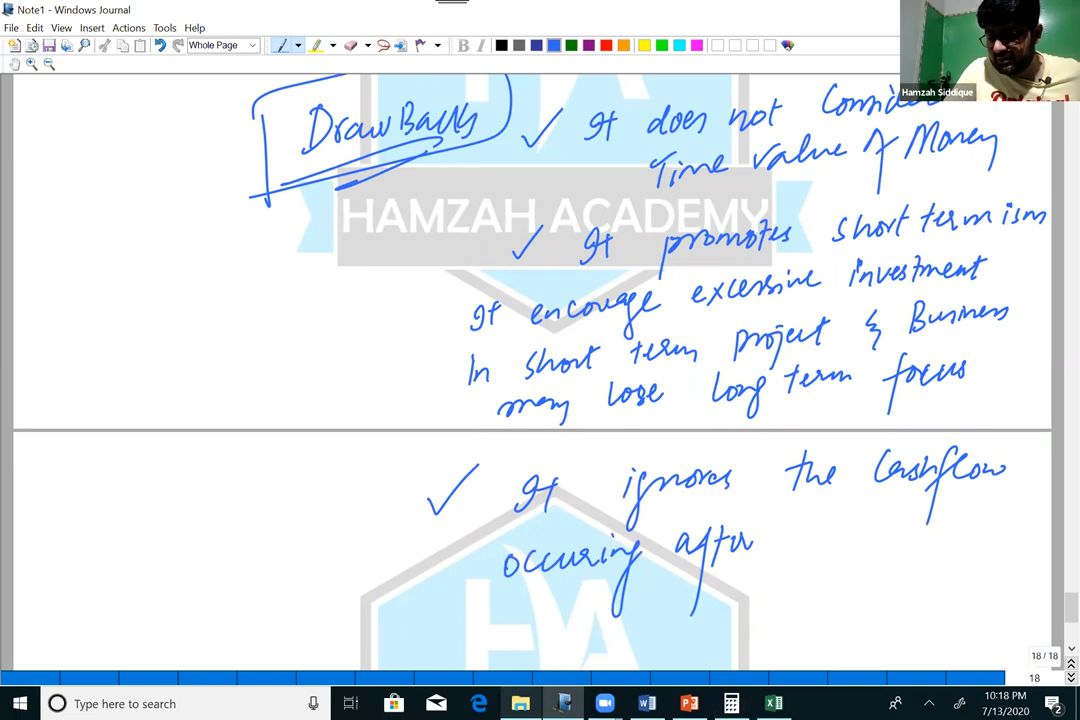 Note1 - Windows Journal
File Edit View Insert Actions Tools Help
Whole Page
B I
Hamzah Siddique
Draw Backs
It does not Consider
Time value of Money
HAMZAH ACADEMY
It promotes short termism
It encourage excessive investment
In short term project & Business
may lose long term focus
It ignores the Cashflow
occuring after
18 / 18
18
Type here to search
10:18 PM
7/13/2020
2